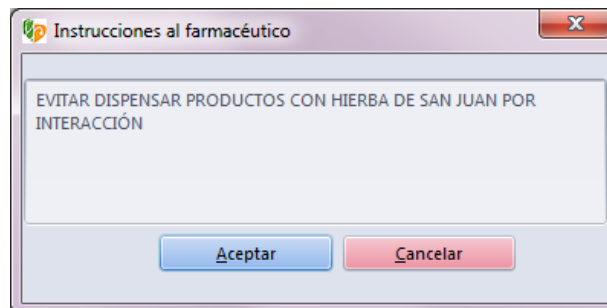 Instrucciones al farmacéutico
EVITAR DISPENSAR PRODUCTOS CON HIERBA DE SAN JUAN POR
INTERACCIÓN
Aceptar
Cancelar